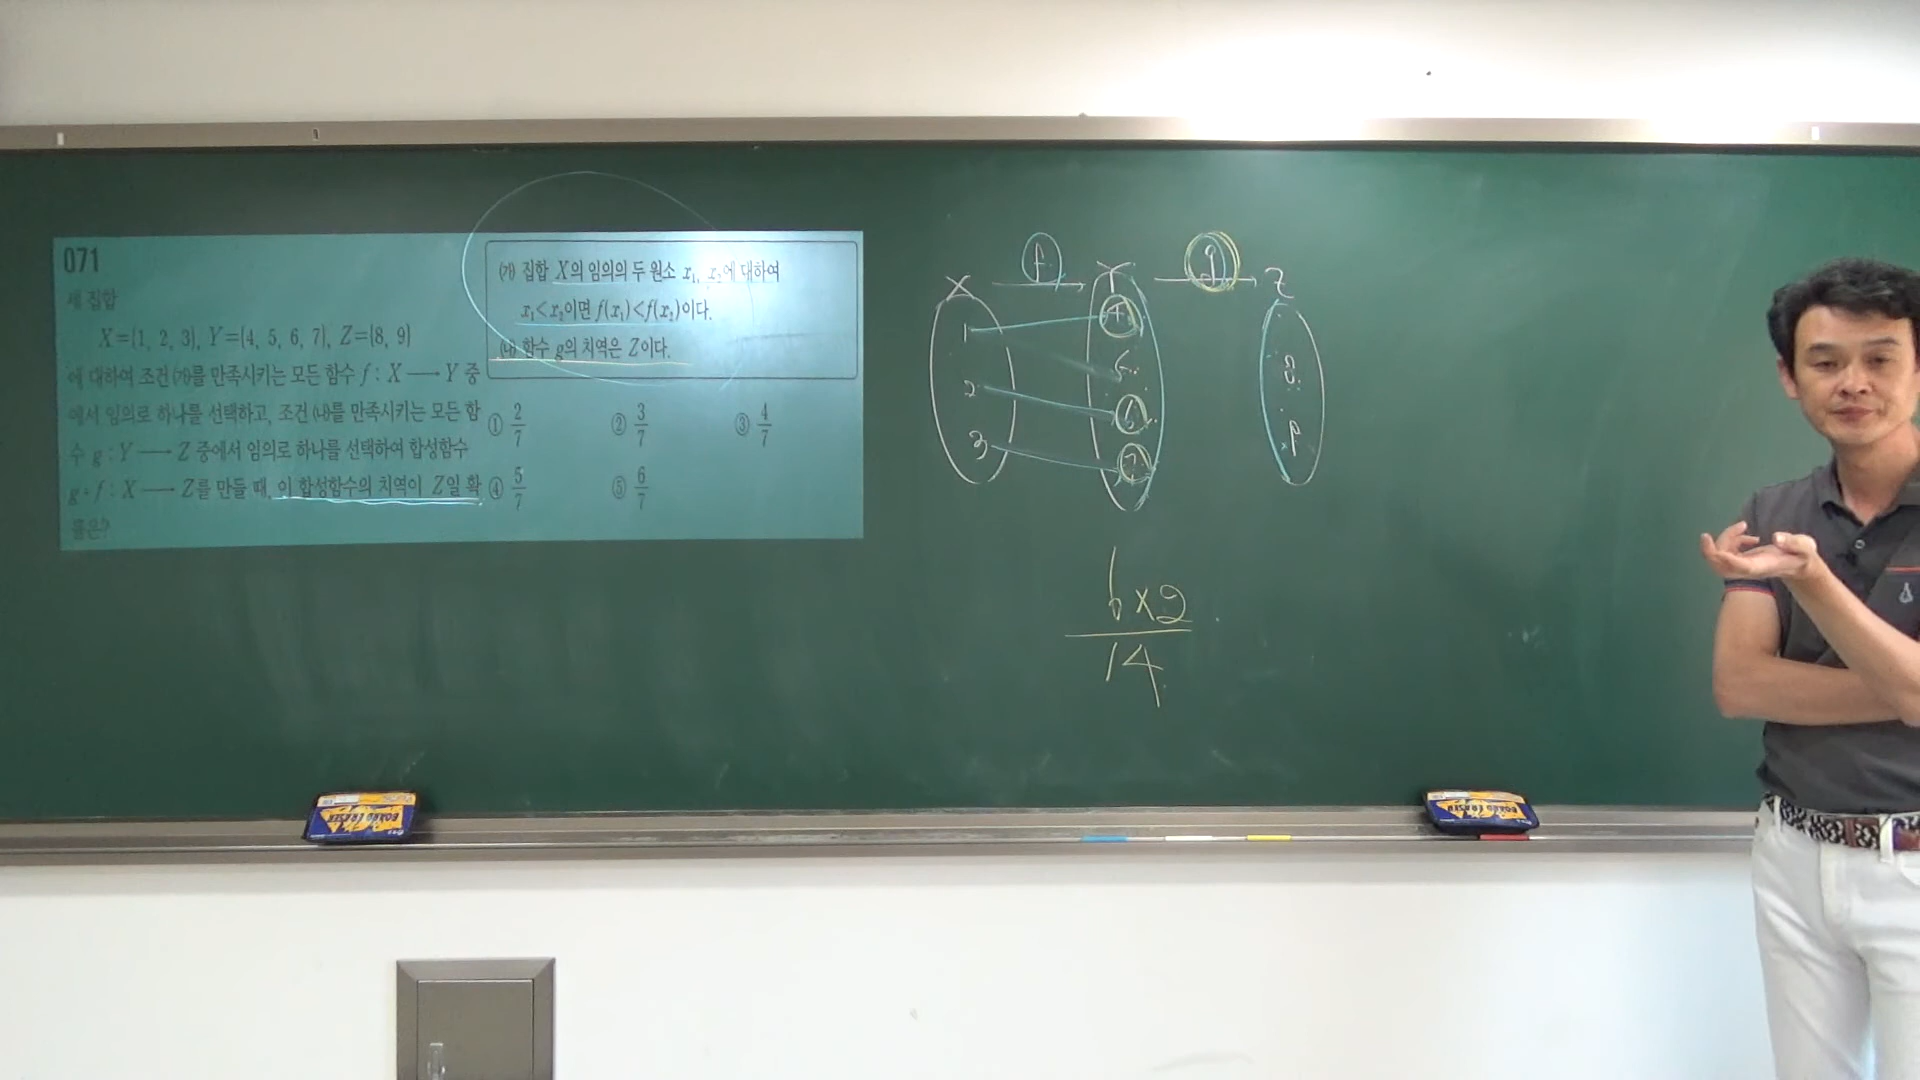 071
세 집합
X={1, 2, 3}, Y={4, 5, 6, 7}, Z={8, 9}
에 대하여 조건 ㈎를 만족시키는 모든 함수 f : X ⟶ Y 중
에서 임의로 하나를 선택하고, 조건 ㈏를 만족시키는 모든 함
수 g : Y ⟶ Z 중에서 임의로 하나를 선택하여 합성함수
g∘f : X ⟶ Z를 만들 때, 이 합성함수의 치역이 Z일 확
률은?
㈎ 집합 X의 임의의 두 원소 x₁, x₂에 대하여
x₁<x₂이면 f(x₁)<f(x₂)이다.
㈏ 함수 g의 치역은 Z이다.
① 2/7 ② 3/7 ③ 4/7
④ 5/7 ⑤ 6/7
f g
X Y Z
1 4
5 8
2 6
3 7 9
6×2
14
BOARD ERASER
BOARD ERASER